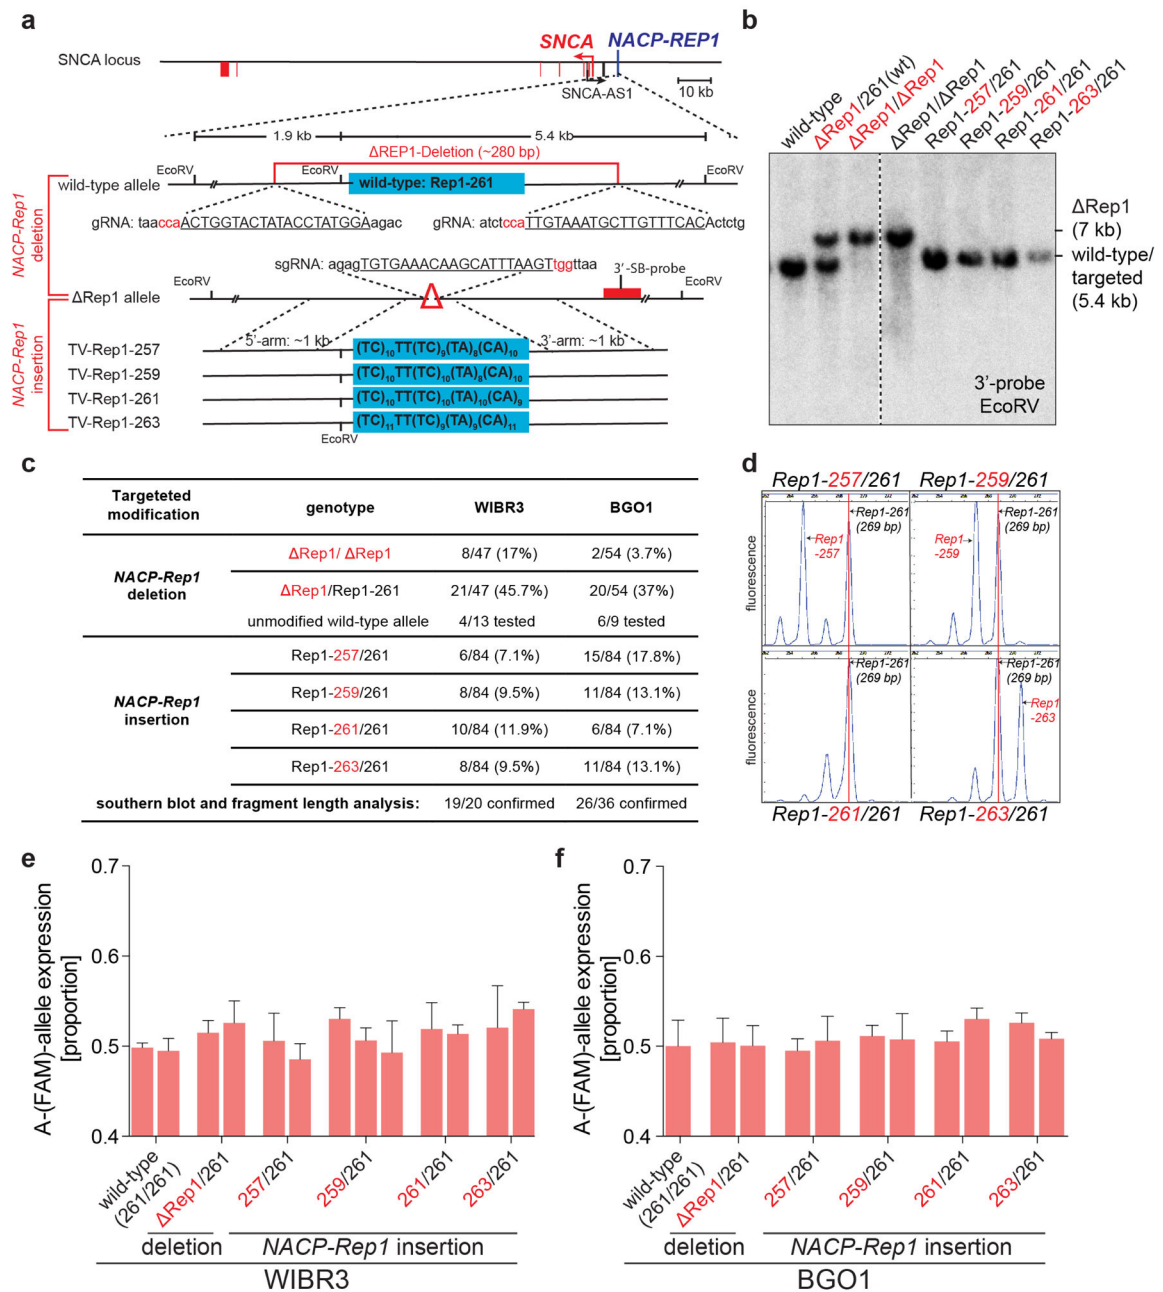 a
SNCA locus
SNCA
NACP-REP1
SNCA-AS1
10 kb
1.9 kb
5.4 kb
ΔREP1-Deletion (~280 bp)
EcoRV
EcoRV
EcoRV
wild-type allele
wild-type: Rep1-261
gRNA: taaccaACTGGTACTATACCTATGGAagac
gRNA: atctccaTTGTAAATGCTTGTTTCACActctg
NACP-Rep1
deletion
sgRNA: agagTGTGAAACAAGCATTTAAGTtggttaa
3'-SB-probe
EcoRV
EcoRV
ΔRep1 allele
NACP-Rep1
insertion
5'-arm: ~1 kb
3'-arm: ~1 kb
TV-Rep1-257
(TC)10TT(TC)9(TA)8(CA)10
TV-Rep1-259
(TC)10TT(TC)10(TA)8(CA)10
TV-Rep1-261
(TC)10TT(TC)10(TA)10(CA)9
TV-Rep1-263
(TC)11TT(TC)9(TA)9(CA)11
EcoRV
b
wild-type
ΔRep1/261(wt)
ΔRep1/ΔRep1
ΔRep1/ΔRep1
Rep1-257/261
Rep1-259/261
Rep1-261/261
Rep1-263/261
ΔRep1
(7 kb)
wild-type/
targeted
(5.4 kb)
3'-probe
EcoRV
c
Targeteted
modification
genotype
WIBR3
BGO1
NACP-Rep1
deletion
ΔRep1/ ΔRep1 8/47 (17%) 2/54 (3.7%)
ΔRep1/Rep1-261 21/47 (45.7%) 20/54 (37%)
unmodified wild-type allele 4/13 tested 6/9 tested
NACP-Rep1
insertion
Rep1-257/261 6/84 (7.1%) 15/84 (17.8%)
Rep1-259/261 8/84 (9.5%) 11/84 (13.1%)
Rep1-261/261 10/84 (11.9%) 6/84 (7.1%)
Rep1-263/261 8/84 (9.5%) 11/84 (13.1%)
southern blot and fragment length analysis: 19/20 confirmed 26/36 confirmed
d
Rep1-257/261
Rep1-259/261
fluorescence
Rep1-261
(269 bp)
Rep1
-257
Rep1-261
(269 bp)
Rep1
-259
fluorescence
Rep1-261
(269 bp)
Rep1-261
(269 bp)
Rep1
-263
Rep1-261/261
Rep1-263/261
e
A-(FAM)-allele expression
[proportion]
0.7
0.6
0.5
0.4
wild-type
(261/261)
ΔRep1/261
257/261
259/261
261/261
263/261
deletion
NACP-Rep1 insertion
WIBR3
f
A-(FAM)-allele expression
[proportion]
0.7
0.6
0.5
0.4
wild-type
(261/261)
ΔRep1/261
257/261
259/261
261/261
263/261
deletion
NACP-Rep1 insertion
BGO1